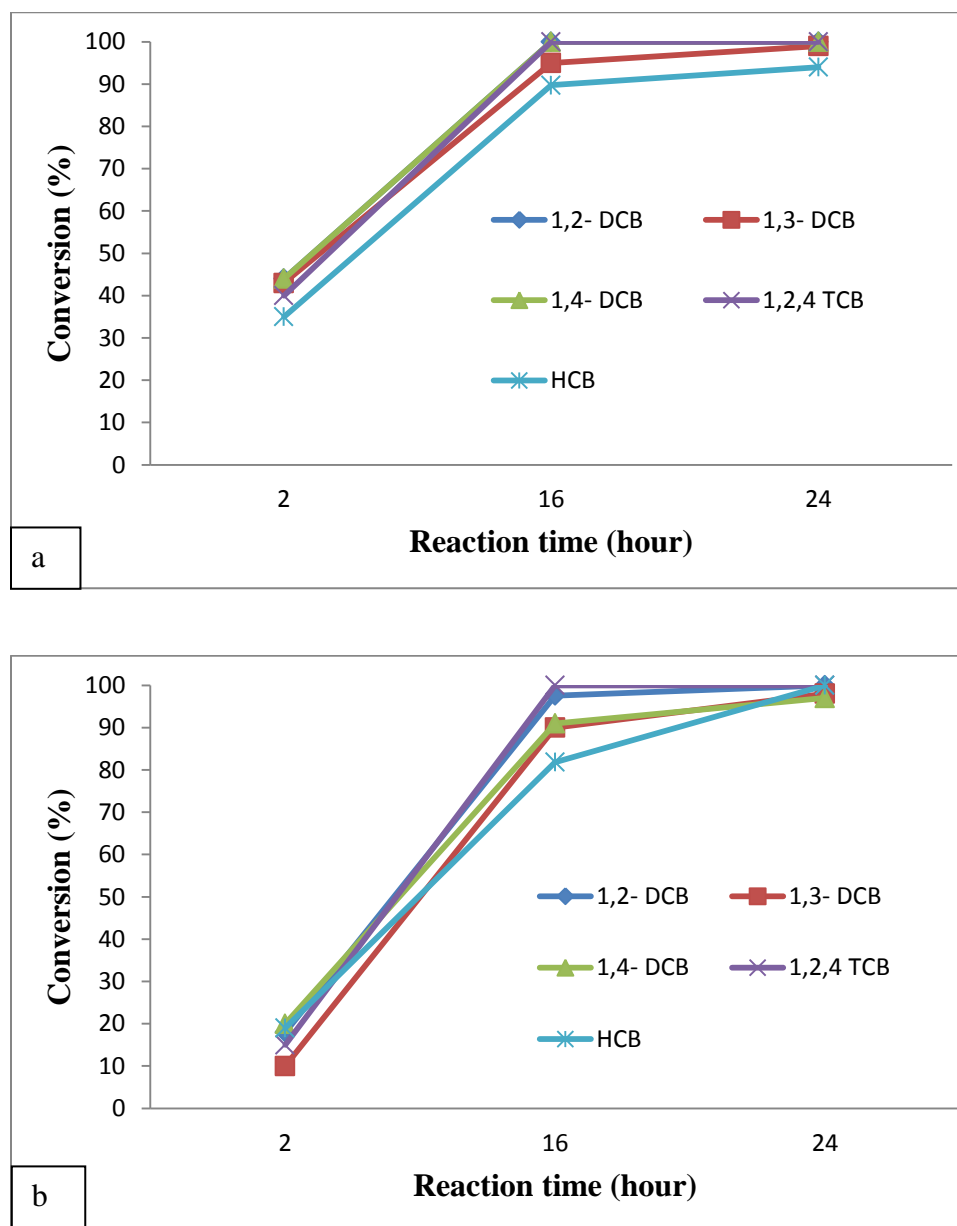 100
90
80
70
60
50
40
30
20
10
0
Conversion (%)
1,2- DCB 1,3- DCB
1,4- DCB 1,2,4 TCB
HCB
2 16 24
Reaction time (hour)
a
100
90
80
70
60
50
40
30
20
10
0
Conversion (%)
1,2- DCB 1,3- DCB
1,4- DCB 1,2,4 TCB
HCB
2 16 24
Reaction time (hour)
b